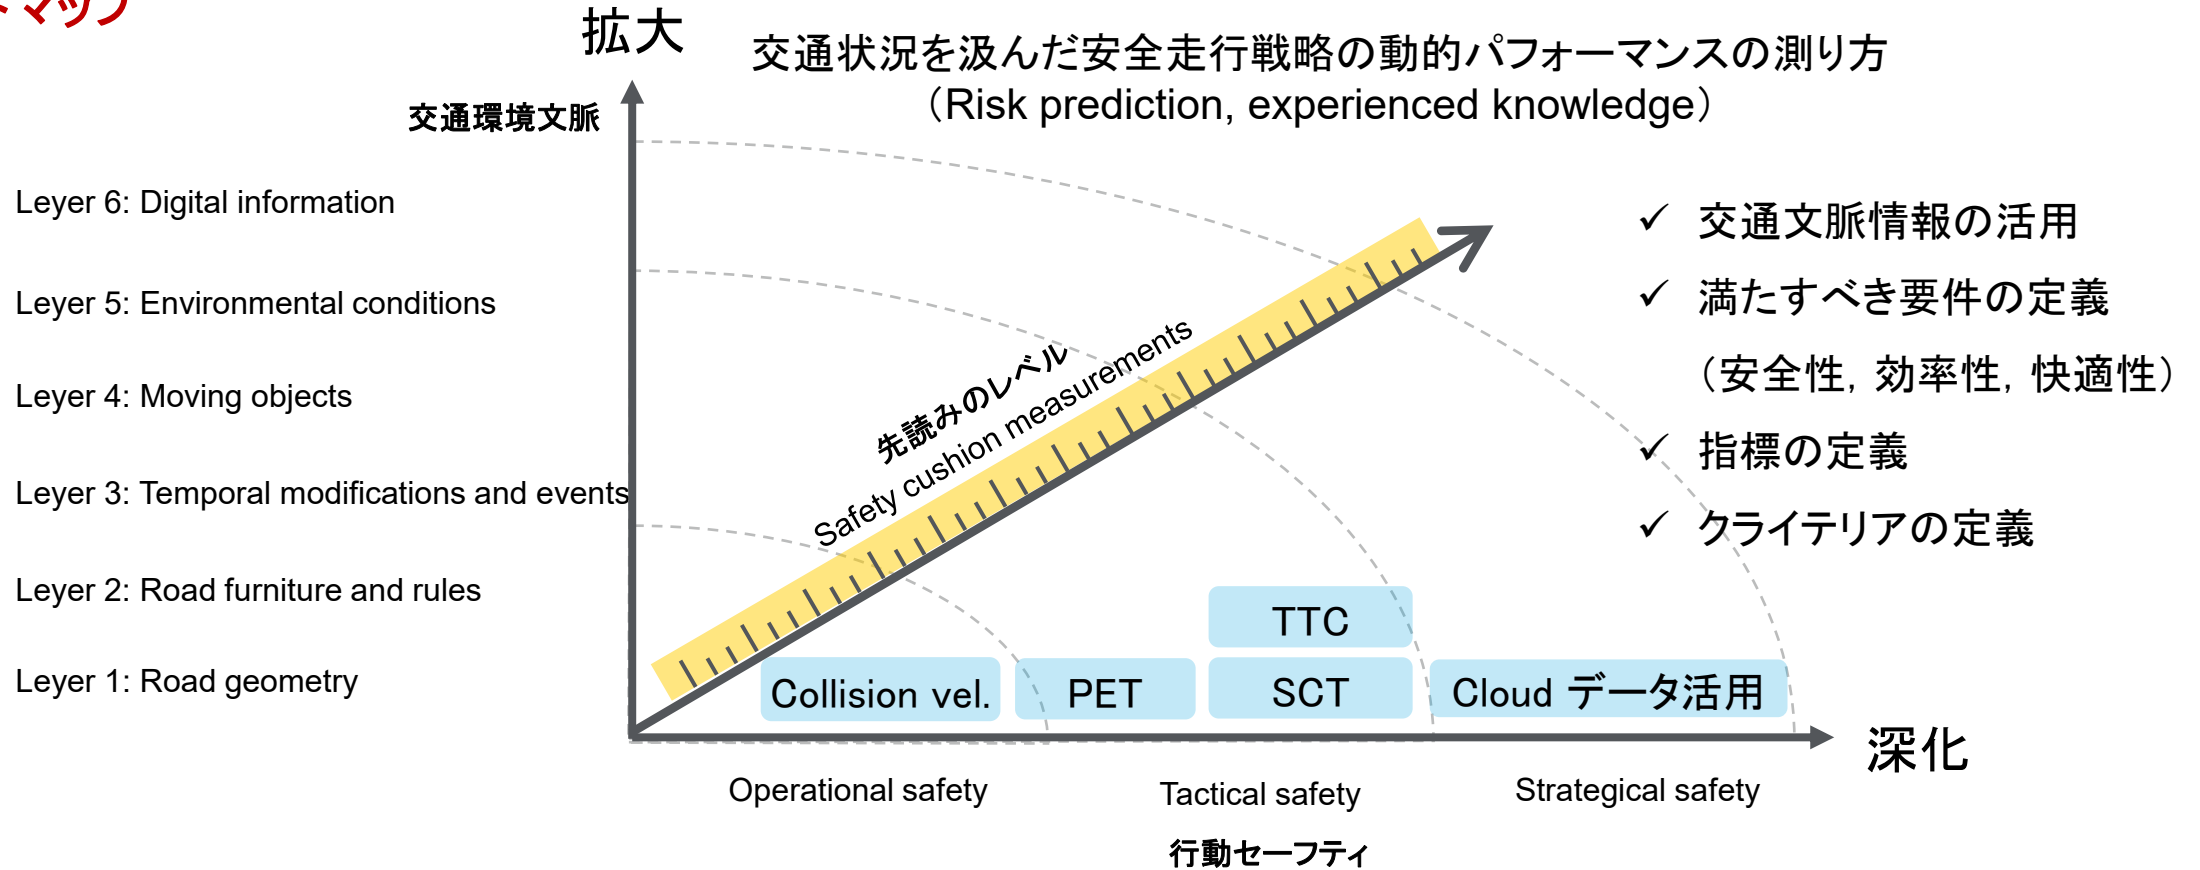 マップ
拡大
交通状況を汲んだ安全走行戦略の動的パフォーマンスの測り方
（Risk prediction, experienced knowledge）
交通環境文脈
Leyer 6: Digital information
Leyer 5: Environmental conditions
Leyer 4: Moving objects
Leyer 3: Temporal modifications and events
Leyer 2: Road furniture and rules
Leyer 1: Road geometry
先読みのレベル
Safety cushion measurements
✓ 交通文脈情報の活用
✓ 満たすべき要件の定義
（安全性, 効率性, 快適性）
✓ 指標の定義
✓ クライテリアの定義
TTC
Collision vel.
PET
SCT
Cloud データ活用
深化
Operational safety
Tactical safety
Strategical safety
行動セーフティ